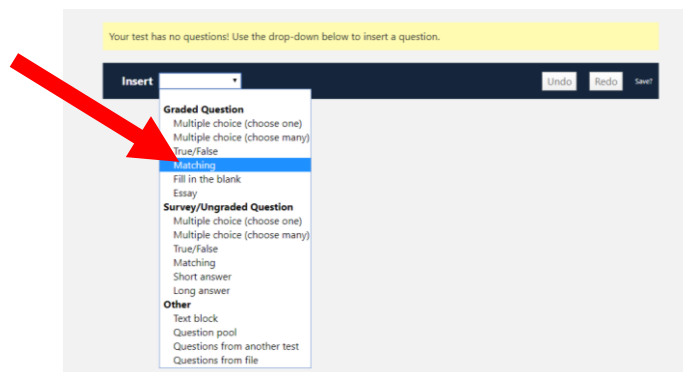 Your test has no questions! Use the drop-down below to insert a question.
Insert Undo Redo Save?
Graded Question
Multiple choice (choose one)
Multiple choice (choose many)
True/False
Matching
Fill in the blank
Essay
Survey/Ungraded Question
Multiple choice (choose one)
Multiple choice (choose many)
True/False
Matching
Short answer
Long answer
Other
Text block
Question pool
Questions from another test
Questions from file